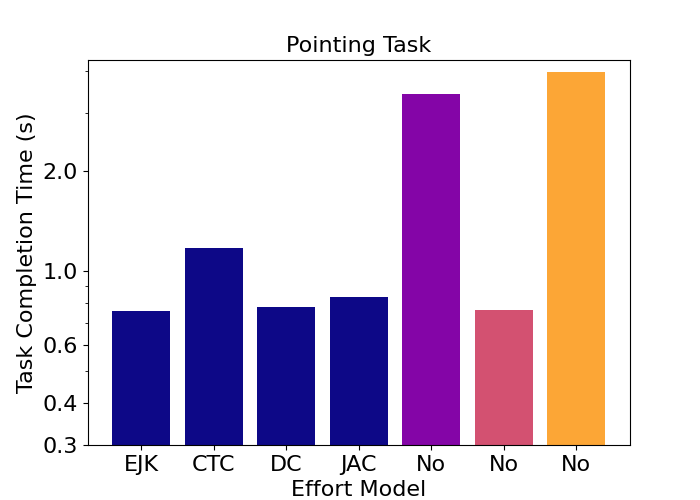 Pointing Task
Task Completion Time (s)
2.0
1.0
0.6
0.4
0.3
EJK CTC DC JAC No No No
Effort Model